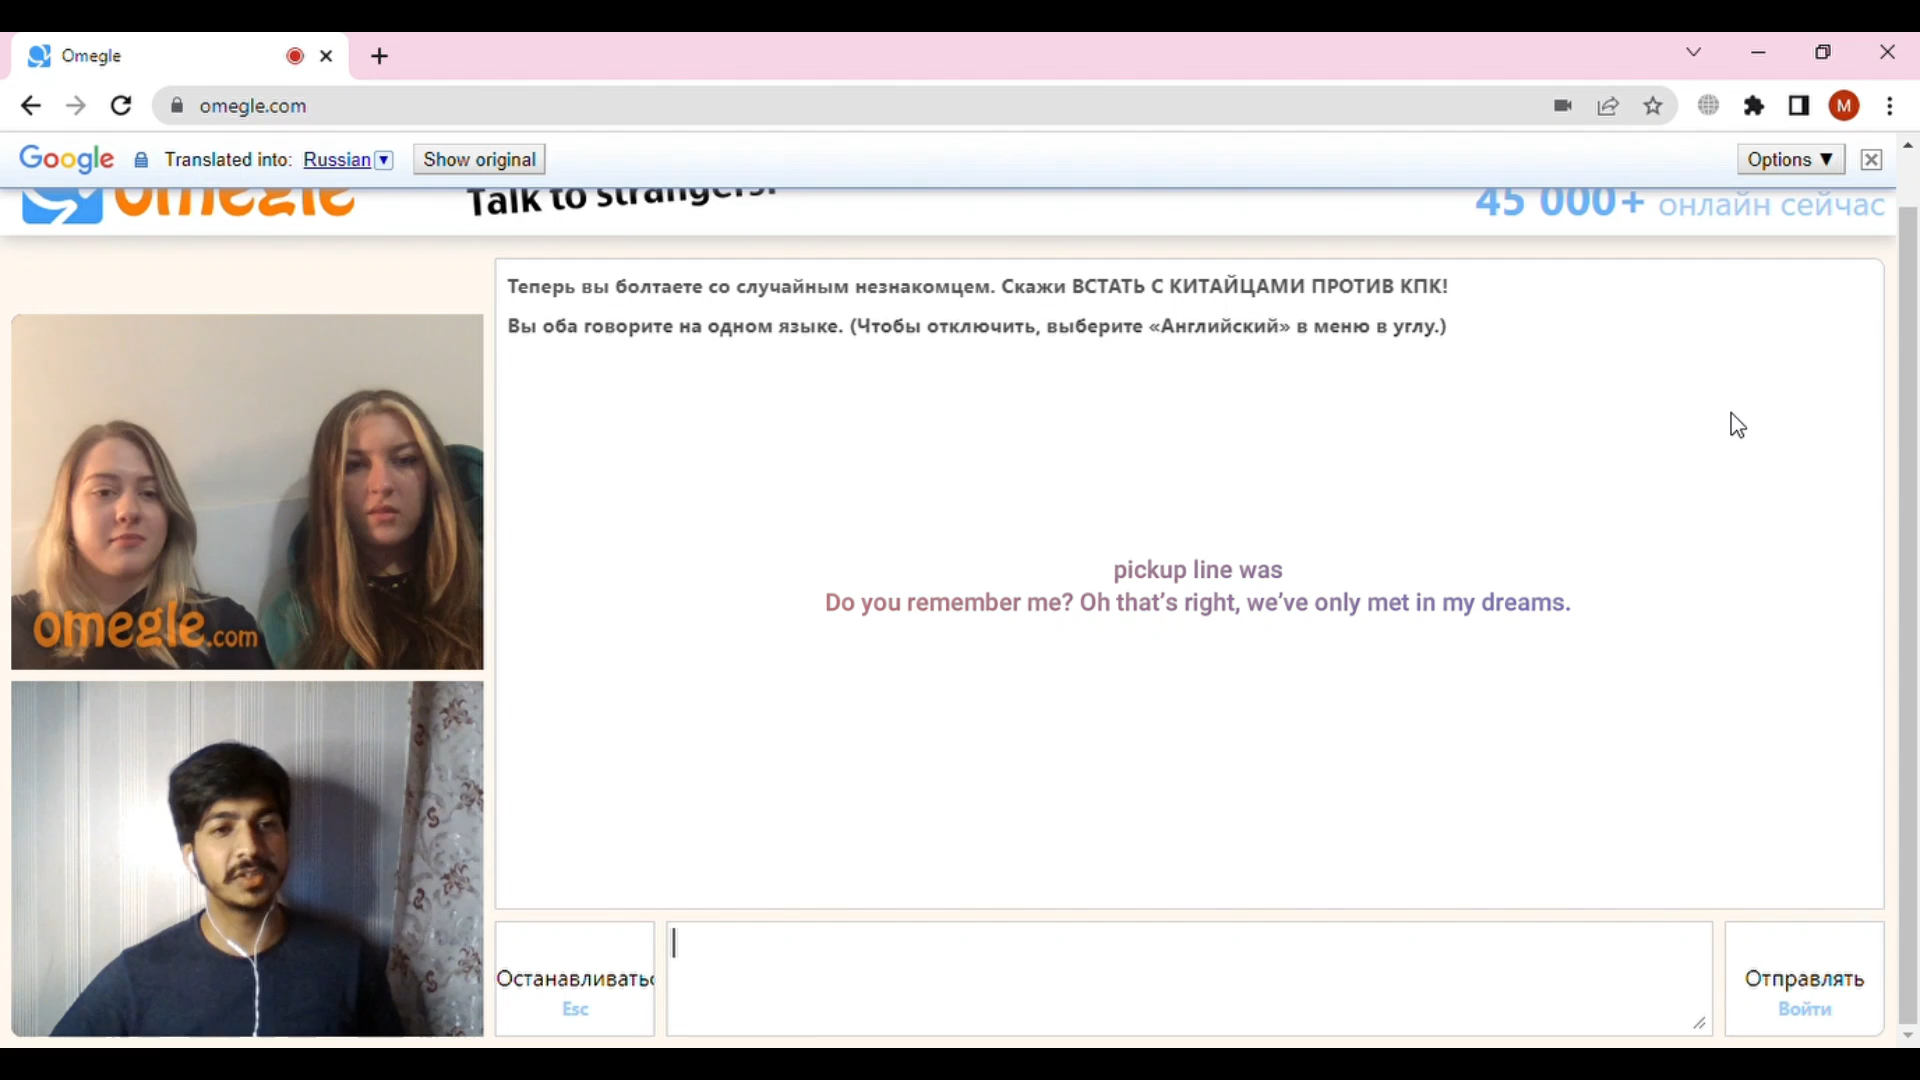 Omegle
omegle.com
M
Google Translated into: Russian ▼ Show original Options ▼
omegle Talk to strangers! 45 000+ онлайн сейчас
Теперь вы болтаете со случайным незнакомцем. Скажи ВСТАТЬ С КИТАЙЦАМИ ПРОТИВ КПК!
Вы оба говорите на одном языке. (Чтобы отключить, выберите «Английский» в меню в углу.)
pickup line was
Do you remember me? Oh that’s right, we’ve only met in my dreams.
omegle.com
Останавливатьс
Esc
Отправлять
Войти